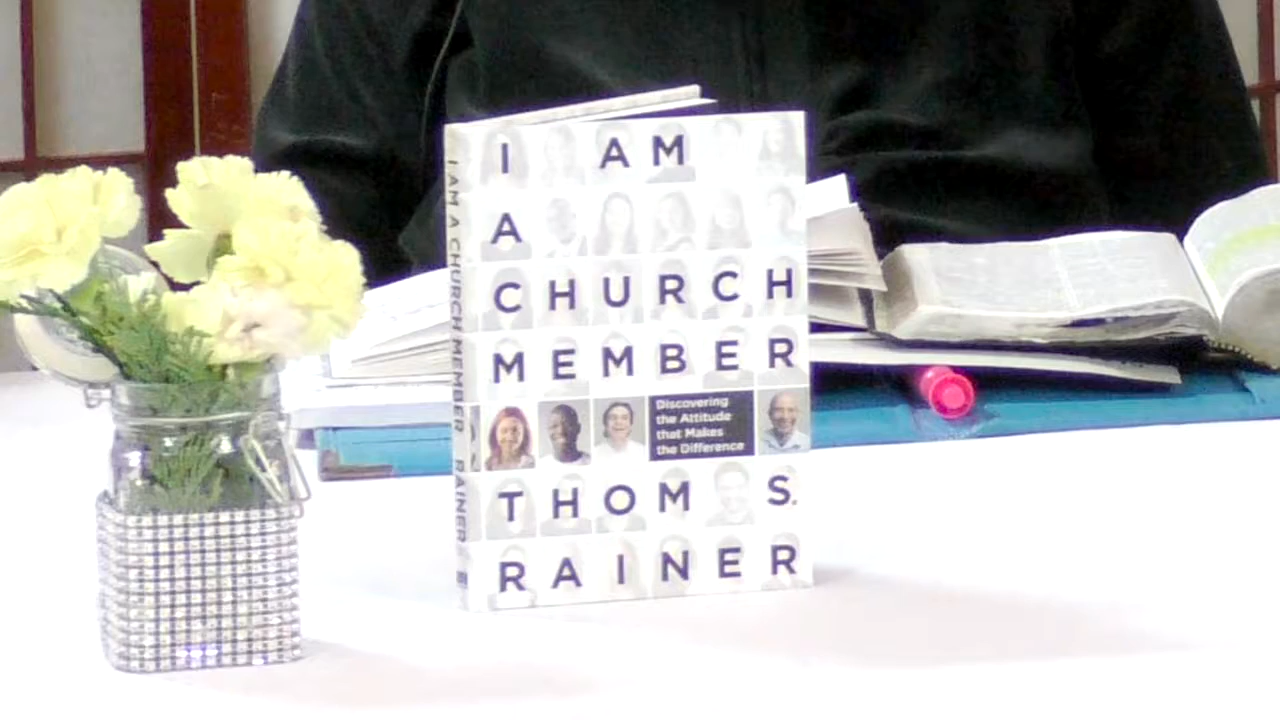 I AM
A
CHURCH
MEMBER
Discovering
the Attitude
that Makes
the Difference
THOM S.
RAINER
I AM A CHURCH MEMBER RAINER